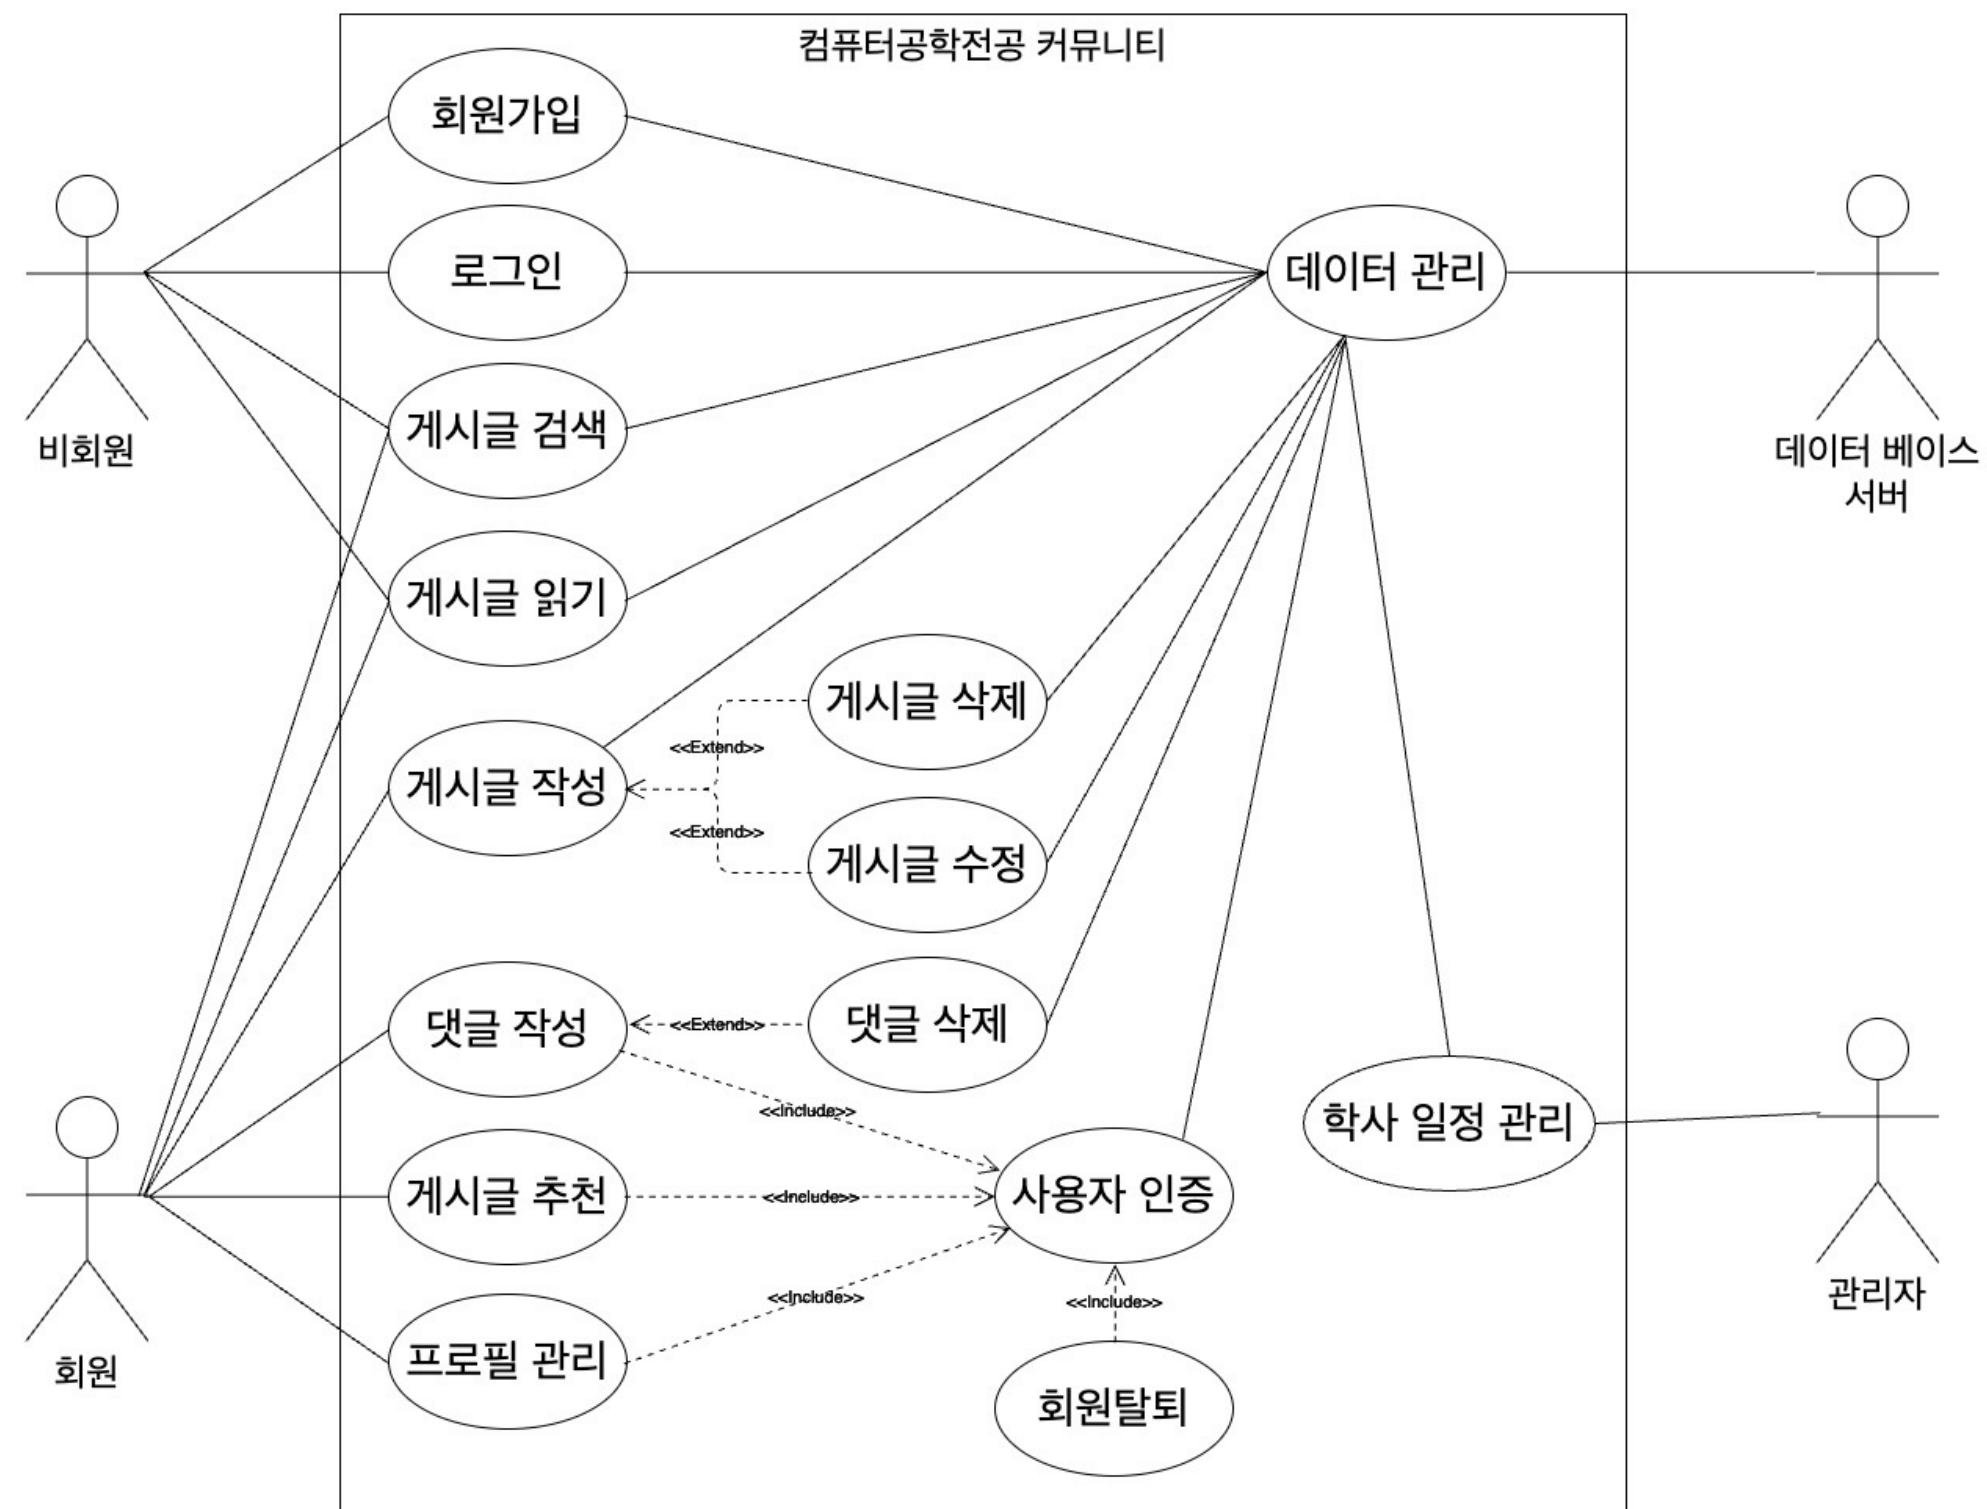 컴퓨터공학전공 커뮤니티
회원가입
로그인
데이터 관리
게시글 검색
비회원
데이터 베이스
서버
게시글 읽기
게시글 삭제
<<Extend>>
게시글 작성
<<Extend>>
게시글 수정
댓글 작성
<<Extend>>
댓글 삭제
<<Include>>
학사 일정 관리
게시글 추천
<<Include>>
사용자 인증
<<Include>>
<<Include>>
관리자
회원
프로필 관리
회원탈퇴